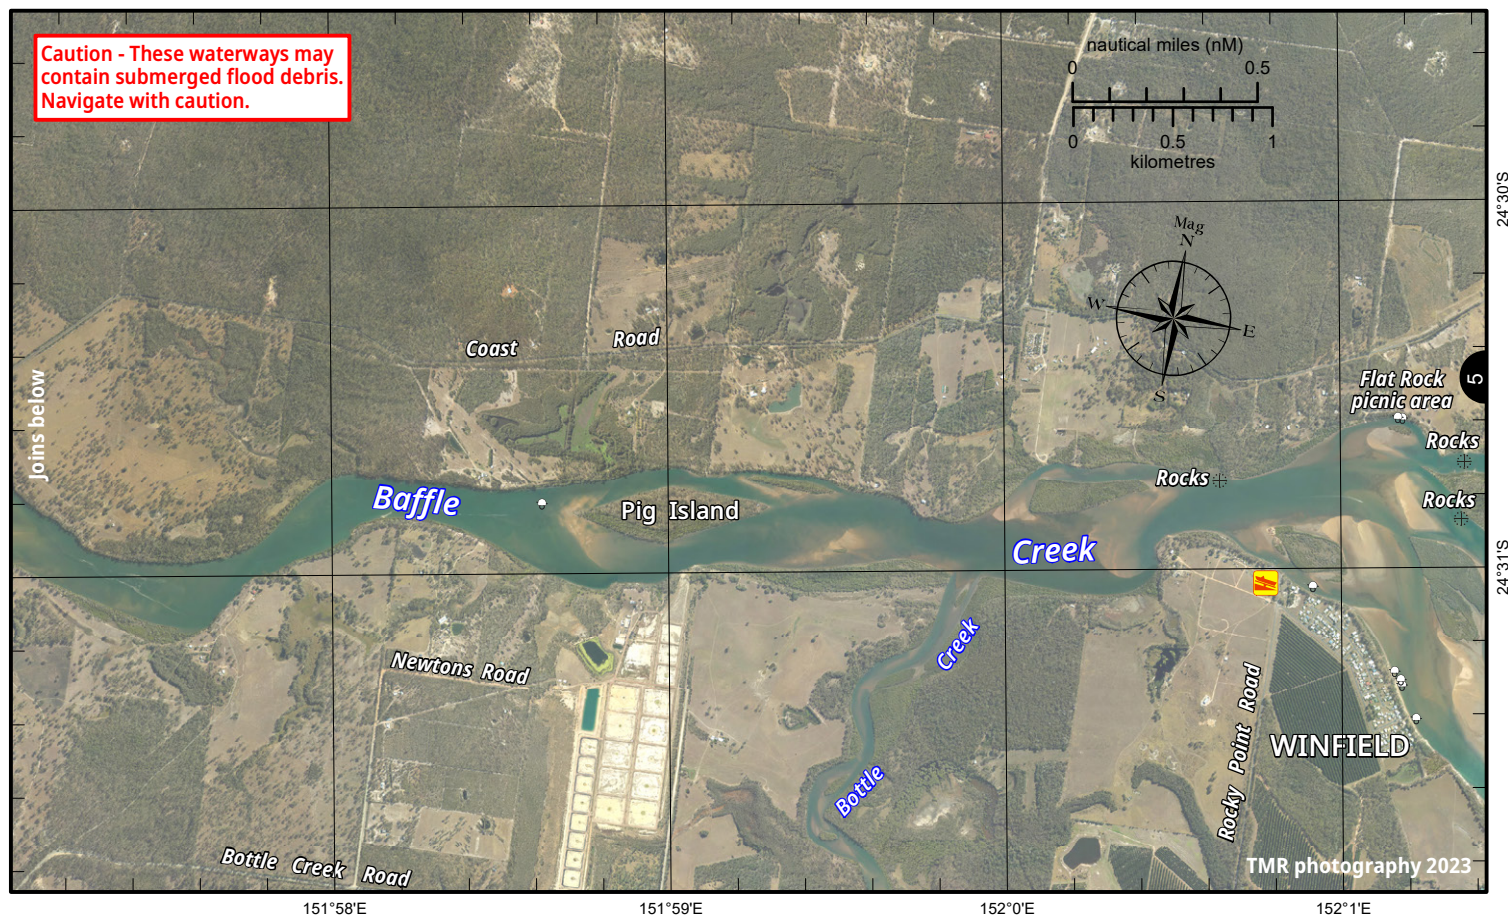 Caution - These waterways may
contain submerged flood debris.
Navigate with caution.
nautical miles (nM)
0 0.5
0 0.5 1
kilometres
24°30'S
Mag
N
W
E
S
Coast Road
Joins below
5
Flat Rock
picnic area
Rocks
Rocks
Rocks
Baffle
Pig Island
Creek
24°31'S
Creek
Newtons Road
Rocky Point Road
WINFIELD
Bottle
Bottle Creek Road
TMR photography 2023
151°58'E 151°59'E 152°0'E 152°1'E